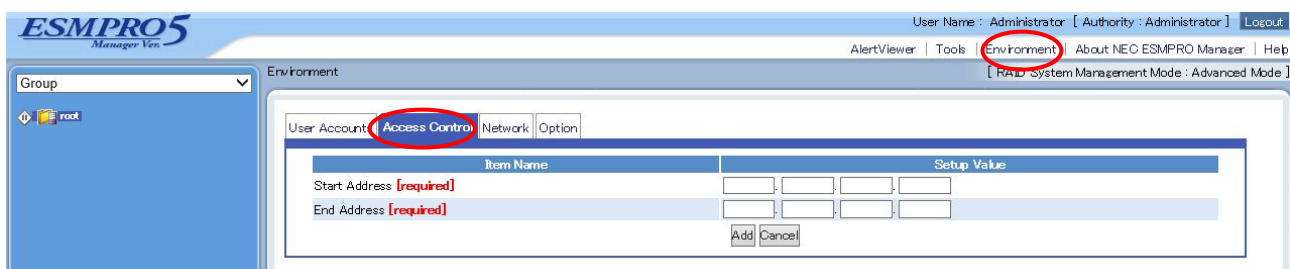 ESMPRO5
Manager Ver.
User Name : Administrator [ Authority : Administrator ] Logout
AlertViewer | Tools | Environment | About NEC ESMPRO Manager | Help
Group
Environment
[ RAID System Management Mode : Advanced Mode ]
root
User Accounts Access Control Network Option
Item Name Setup Value
Start Address [required] . . .
End Address [required] . . .
Add Cancel